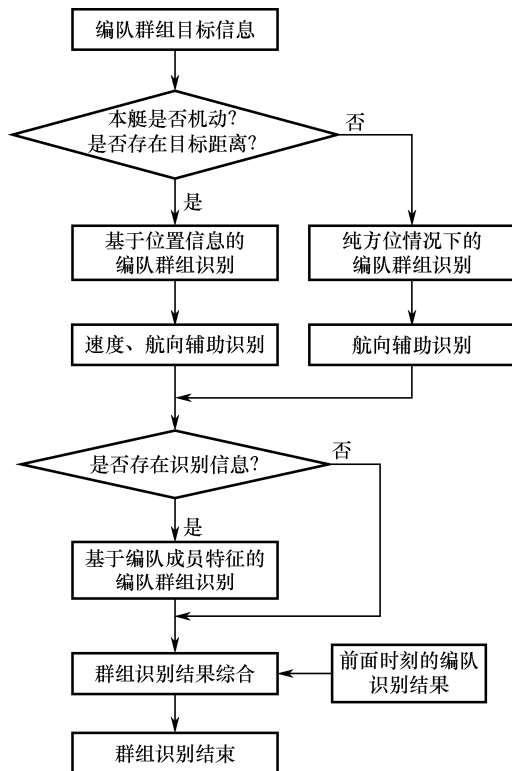 编队群组目标信息
本艇是否机动？
是否存在目标距离？
否
是
基于位置信息的
编队群组识别
纯方位情况下的
编队群组识别
速度、航向辅助识别
航向辅助识别
是否存在识别信息？
否
是
基于编队成员特征的
编队群组识别
群组识别结果综合
前面时刻的编队
识别结果
群组识别结束